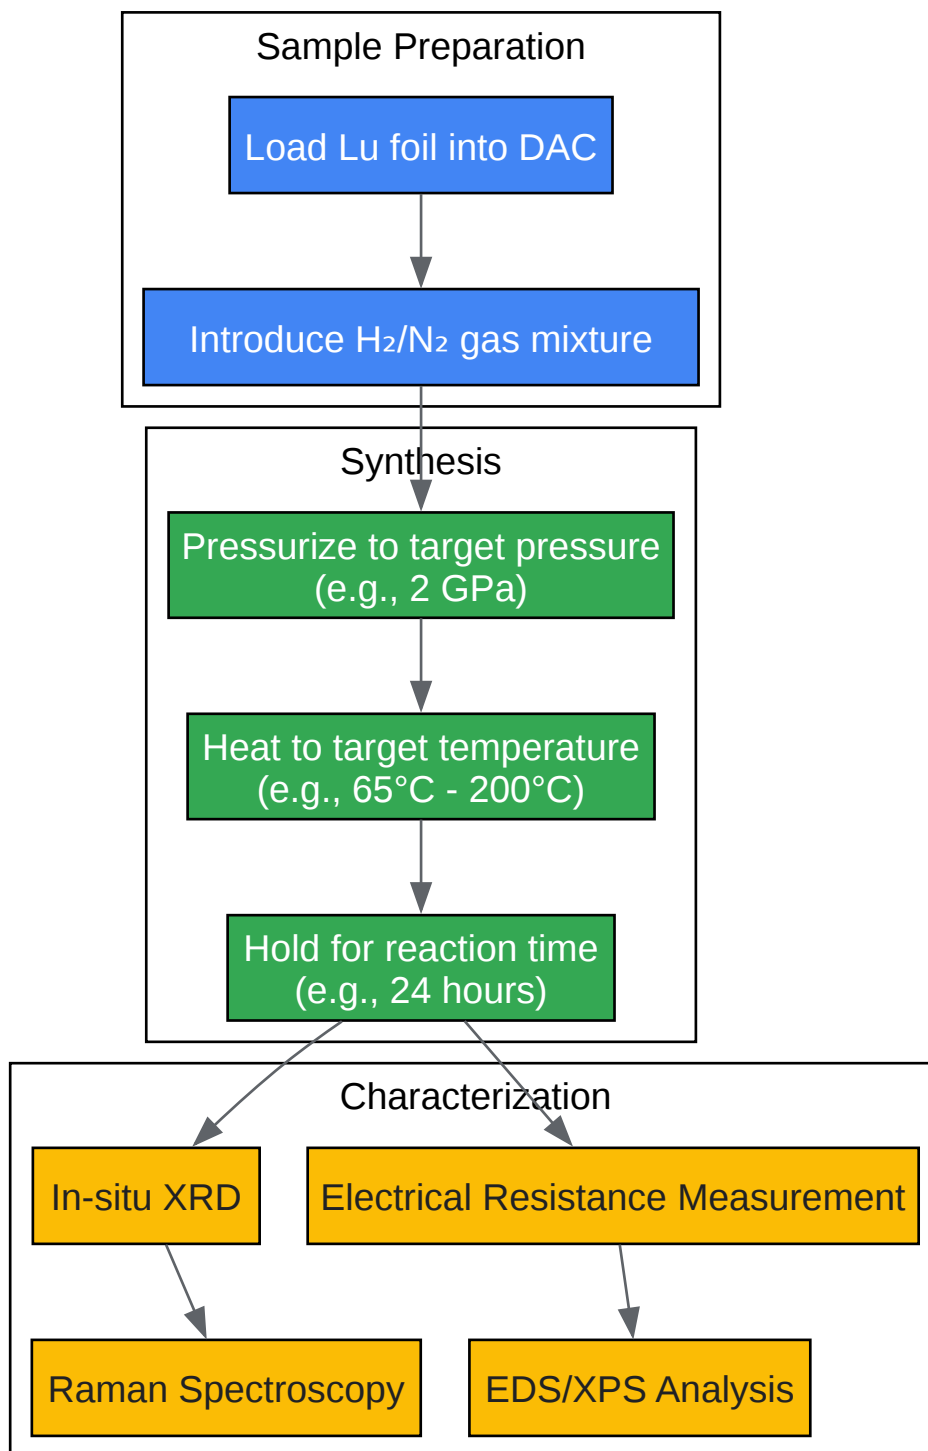 Sample Preparation
Load Lu foil into DAC
Introduce H₂/N₂ gas mixture
Synthesis
Pressurize to target pressure
(e.g., 2 GPa)
Heat to target temperature
(e.g., 65°C - 200°C)
Hold for reaction time
(e.g., 24 hours)
Characterization
In-situ XRD
Electrical Resistance Measurement
Raman Spectroscopy
EDS/XPS Analysis